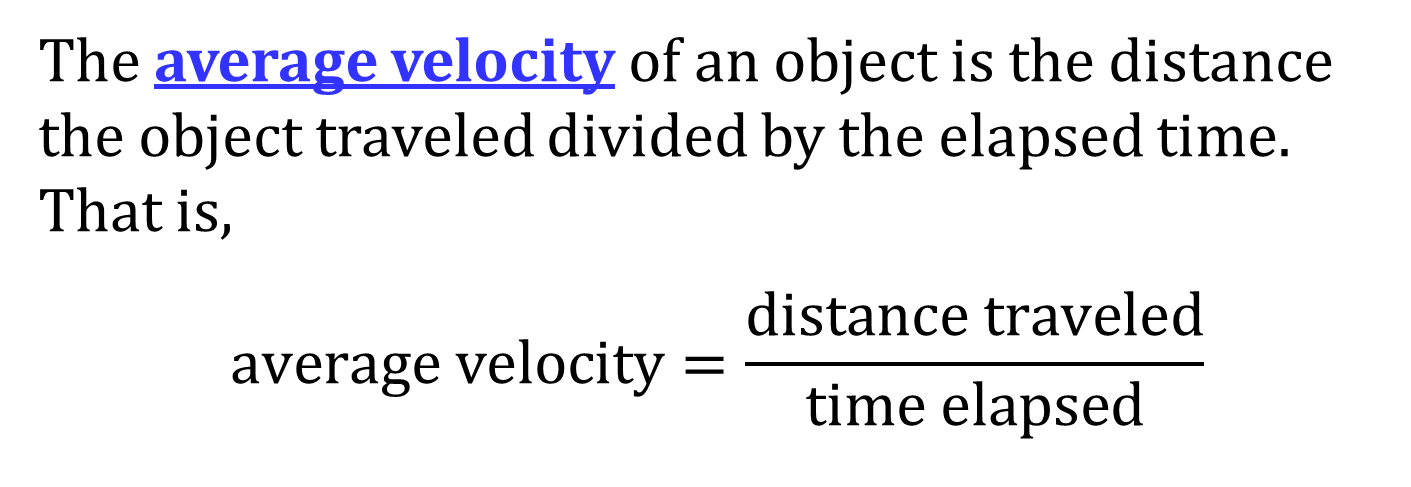 The average velocity of an object is the distance
the object traveled divided by the elapsed time.
That is,
average velocity = distance traveled / time elapsed